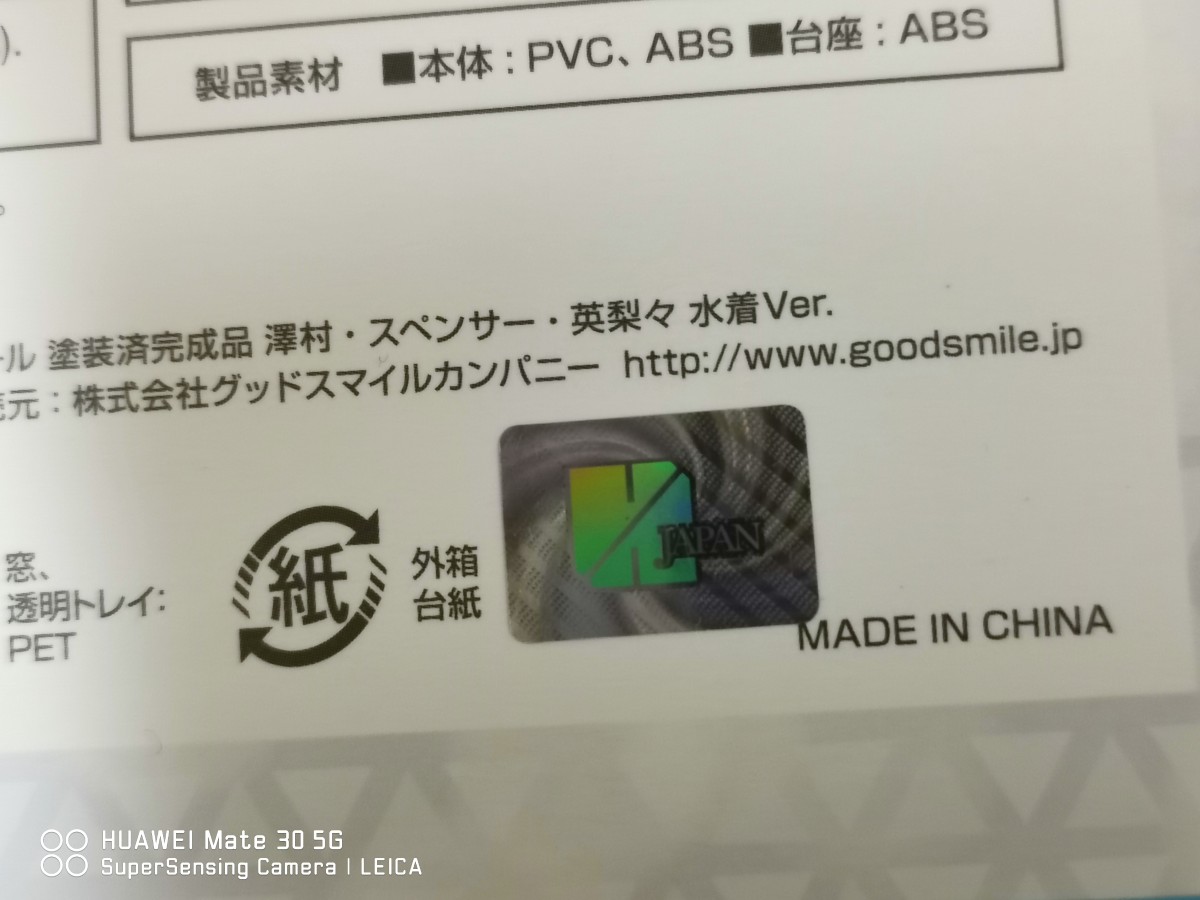 ).
製品素材 ■本体：PVC、ABS ■台座：ABS
。
ール 塗装済完成品 澤村・スペンサー・英梨々 水着Ver.
売元：株式会社グッドスマイルカンパニー http://www.goodsmile.jp
窓、
透明トレイ：
PET
紙
外箱
台紙
JAPAN
MADE IN CHINA
HUAWEI Mate 30 5G
SuperSensing Camera | LEICA